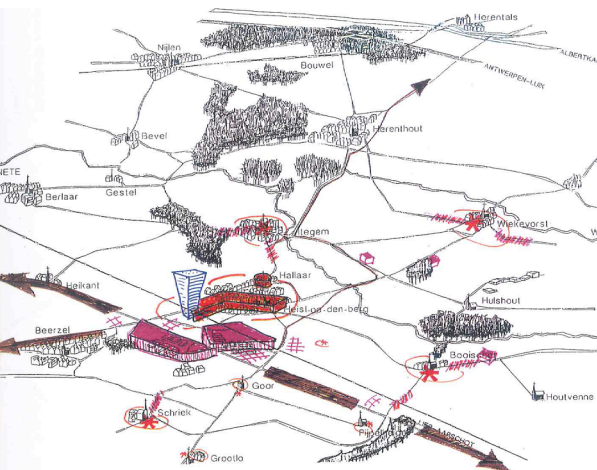 Herentals
Nijlen
ALBERTKA
Bouwel
ANTWERPEN-LUIK
Bevel
Herenthout
NETE
Gestel
Berlaar
Itegem
Wiekevorst
W
Hallaar
Heikant
Hulshout
Heist-op-den-berg
Beerzel
Booischot
Goor
Houtvenne
Schriek
Grootlo